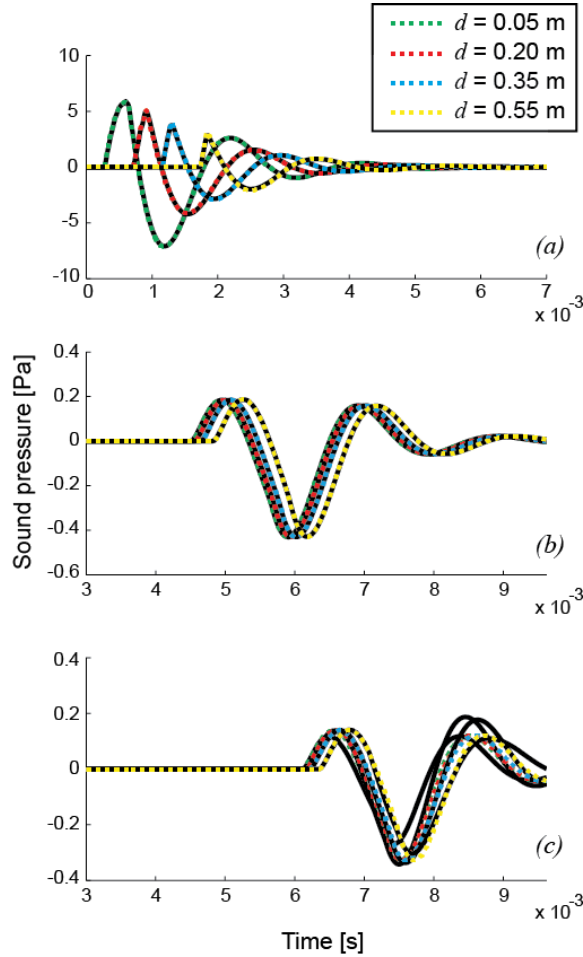 d = 0.05 m
d = 0.20 m
d = 0.35 m
d = 0.55 m
10
5
0
-5
-10
(a)
0 1 2 3 4 5 6 7
x 10⁻³
Sound pressure [Pa]
0.4
0.2
0
-0.2
-0.4
-0.6
(b)
3 4 5 6 7 8 9
x 10⁻³
0.4
0.2
0
-0.2
-0.4
(c)
3 4 5 6 7 8 9
x 10⁻³
Time [s]